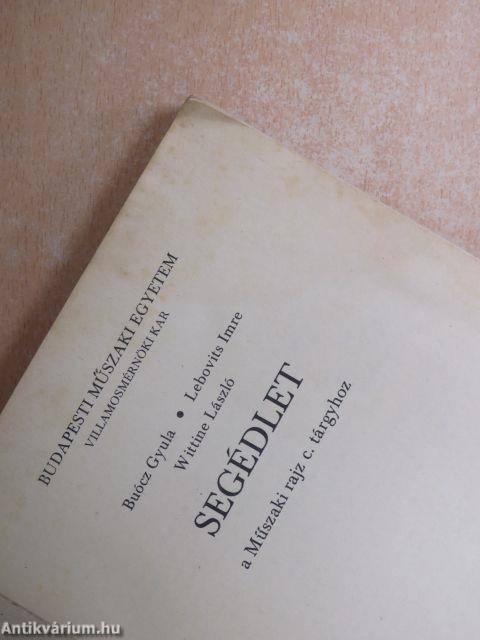 BUDAPESTI MŰSZAKI EGYETEM
VILLAMOSMÉRNÖKI KAR
Buócz Gyula • Lebovits Imre
Wittine László
SEGÉDLET
a Műszaki rajz c. tárgyhoz
Antikvárium.hu